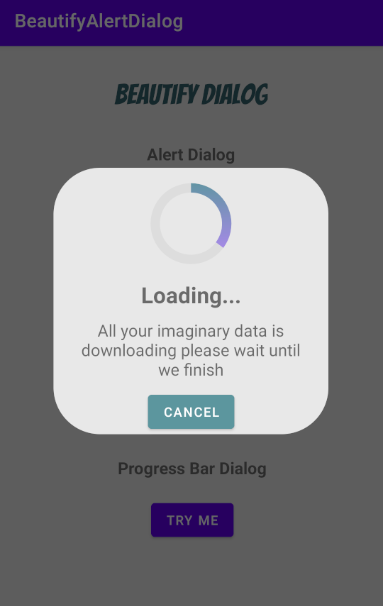 BeautifyAlertDialog
BEAUTIFY DIALOG
Alert Dialog
Loading...
All your imaginary data is
downloading please wait until
we finish
CANCEL
Progress Bar Dialog
TRY ME